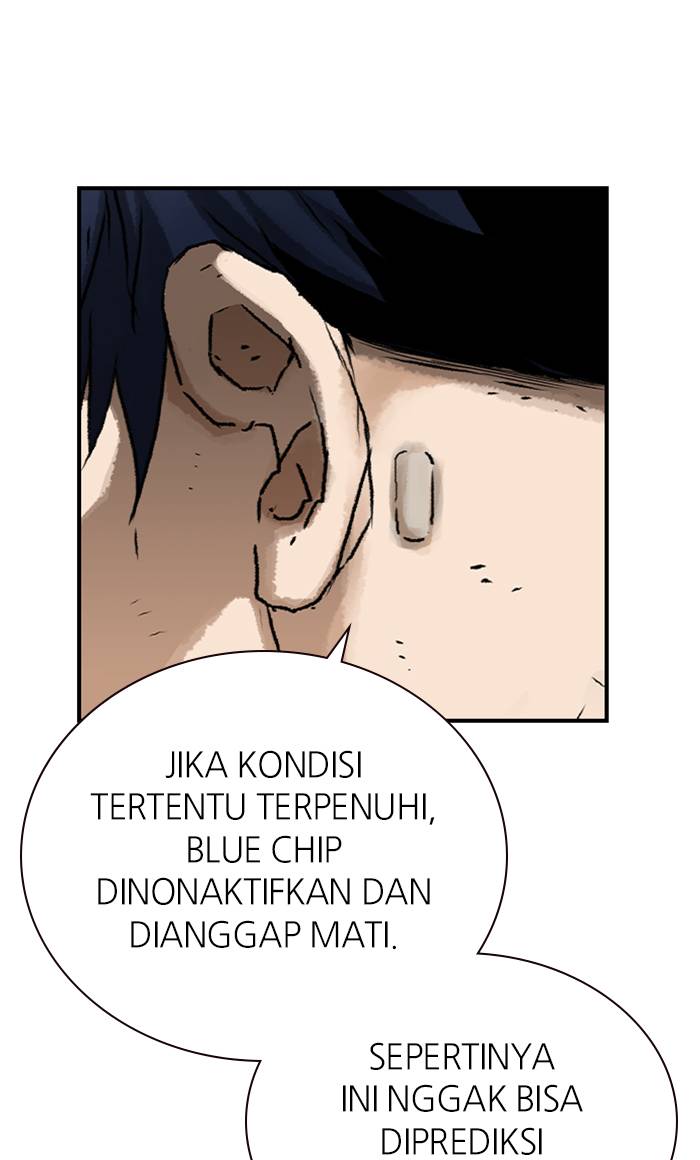 JIKA KONDISI
TERTENTU TERPENUHI,
BLUE CHIP
DINONAKTIFKAN DAN
DIANGGAP MATI.
SEPERTINYA
INI NGGAK BISA
DIPREDIKSI